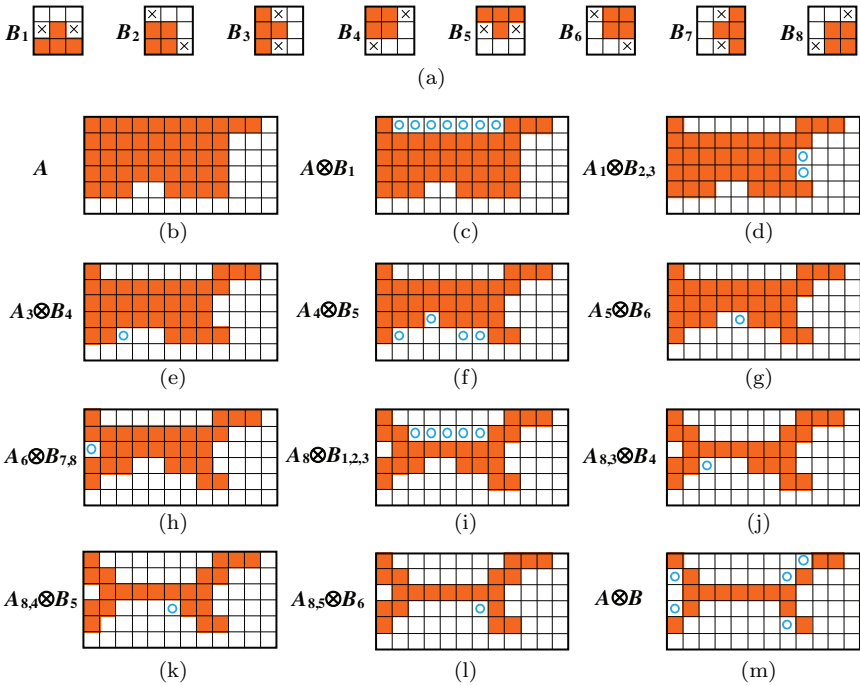 B₁ B₂ B₃ B₄ B₅ B₆ B₇ B₈
(a)
A A⊗B₁ A₁⊗B₂,₃
(b) (c) (d)
A₃⊗B₄ A₄⊗B₅ A₅⊗B₆
(e) (f) (g)
A₆⊗B₇,₈ A₈⊗B₁,₂,₃ A₈,₃⊗B₄
(h) (i) (j)
A₈,₄⊗B₅ A₈,₅⊗B₆ A⊗B
(k) (l) (m)